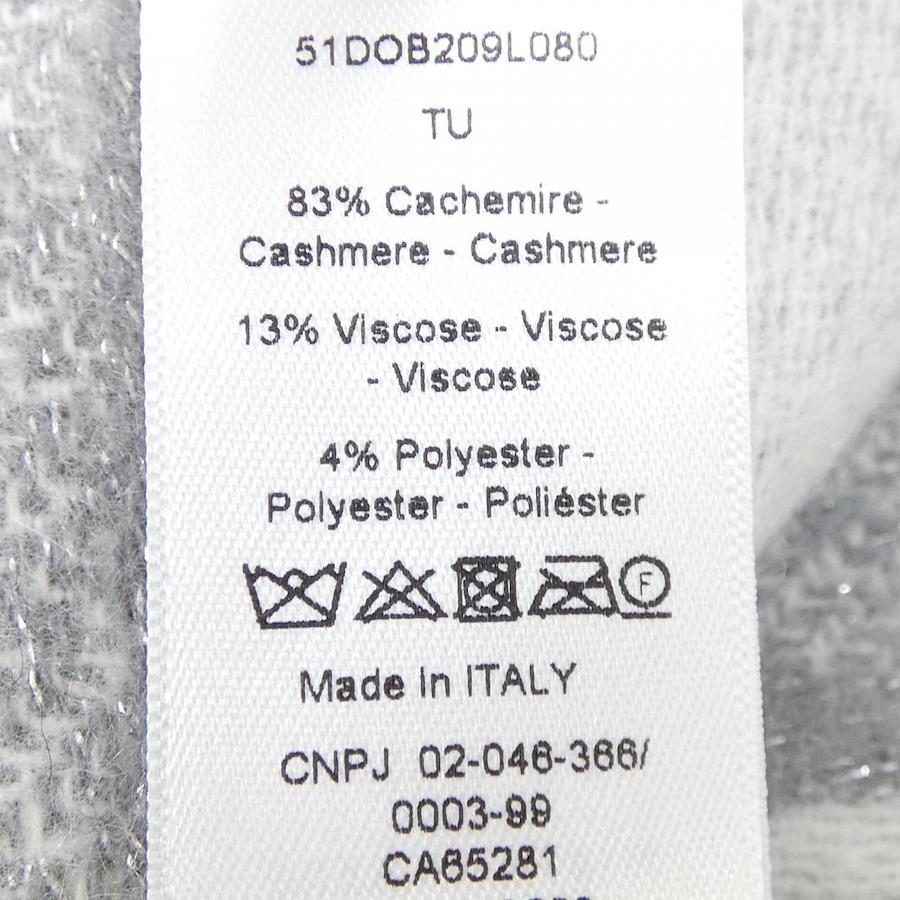 51DOB209L080
TU
83% Cachemire -
Cashmere - Cashmere
13% Viscose - Viscose
- Viscose
4% Polyester -
Polyester - Poliéster
F
Made In ITALY
CNPJ 02-046-366/
0003-99
CA65281